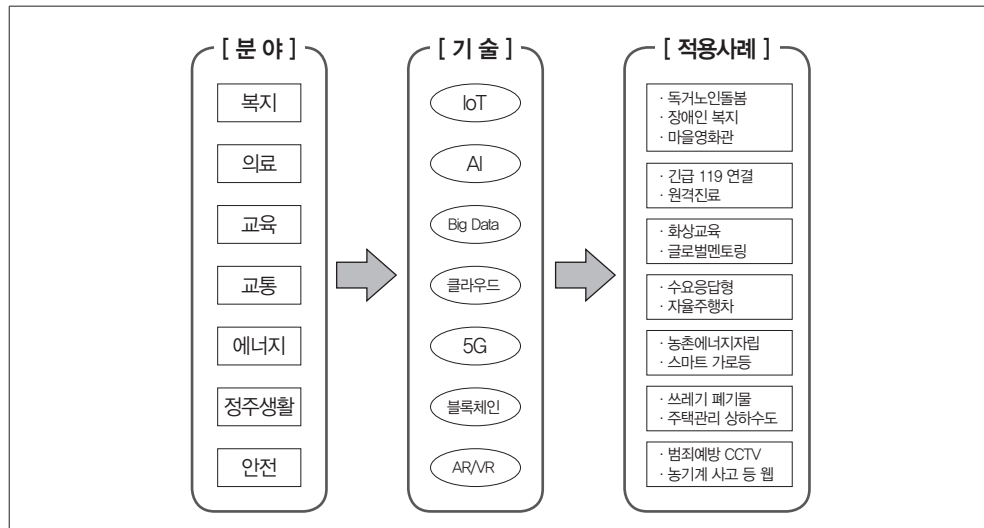 [ 분 야 ]
복지
의료
교육
교통
에너지
정주생활
안전
[ 기 술 ]
IoT
AI
Big Data
클라우드
5G
블록체인
AR/VR
[ 적용사례 ]
· 독거노인돌봄
· 장애인 복지
· 마을영화관
· 긴급 119 연결
· 원격진료
· 화상교육
· 글로벌멘토링
· 수요응답형
· 자율주행차
· 농촌에너지자립
· 스마트 가로등
· 쓰레기 폐기물
· 주택관리 상하수도
· 범죄예방 CCTV
· 농기계 사고 등 웹